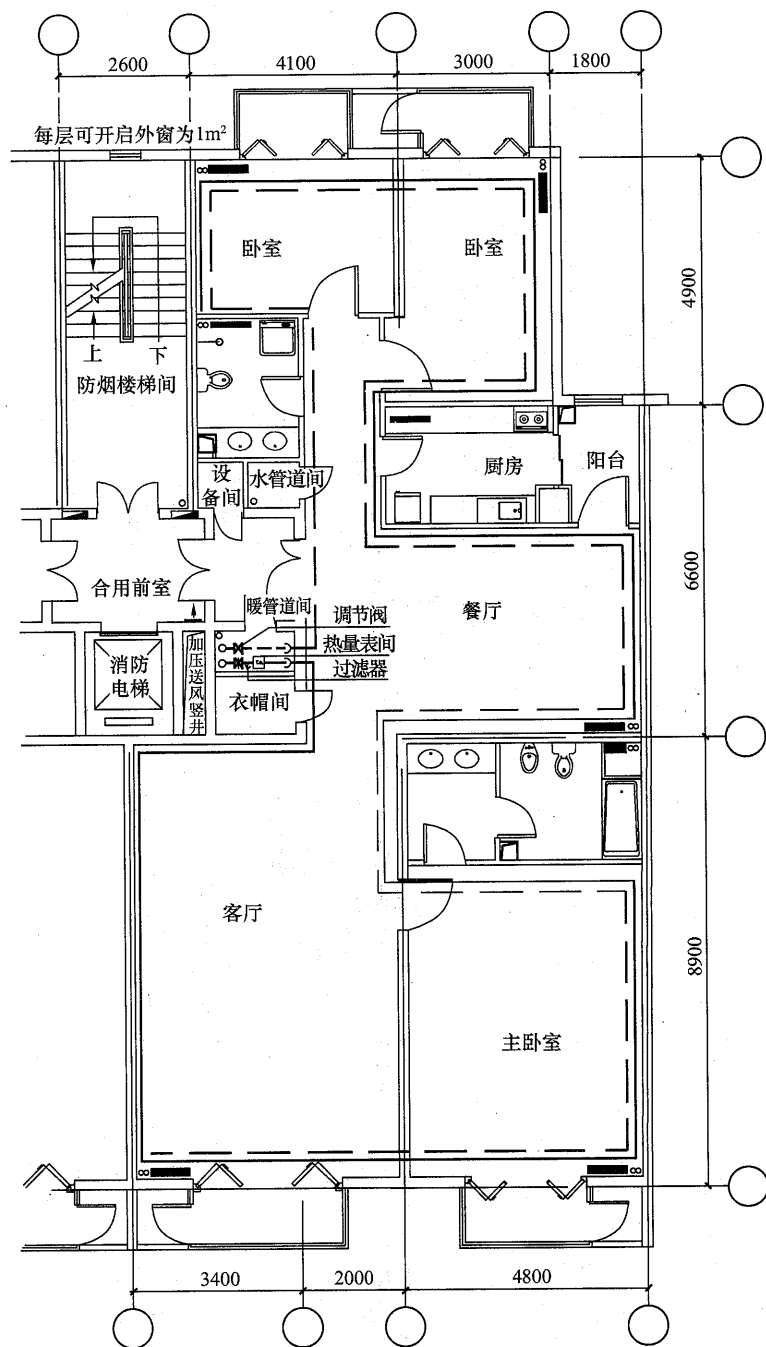 2600
4100
3000
1800
每层可开启外窗为1m²
卧室
卧室
4900
上
下
防烟楼梯间
厨房
阳台
设
备间
水管道间
6600
合用前室
餐厅
暖管道间
调节阀
热量表间
过滤器
消防
电梯
加压送风竖井
衣帽间
客厅
8900
主卧室
3400
2000
4800